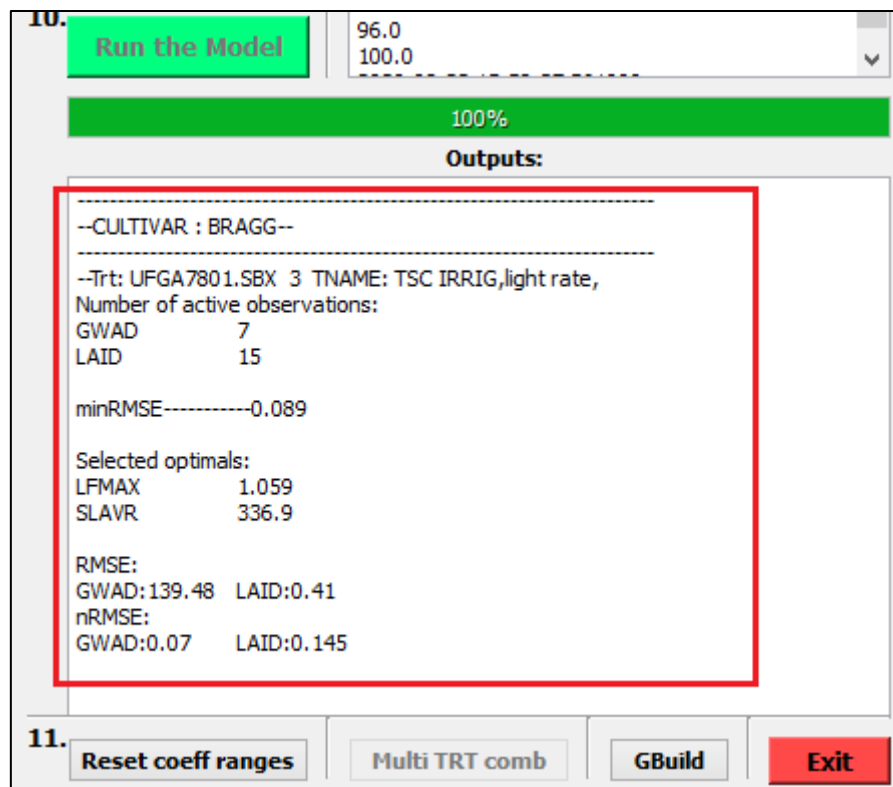 10.
Run the Model
96.0
100.0
100%
Outputs:
--------------------------------------------------------------------------
--CULTIVAR : BRAGG--
--------------------------------------------------------------------------
--Trt: UFGA7801.SBX 3 TNAME: TSC IRRIG,light rate,
Number of active observations:
GWAD 7
LAID 15
minRMSE-----------0.089
Selected optimals:
LFMAX 1.059
SLAVR 336.9
RMSE:
GWAD:139.48 LAID:0.41
nRMSE:
GWAD:0.07 LAID:0.145
11.
Reset coeff ranges Multi TRT comb GBuild Exit